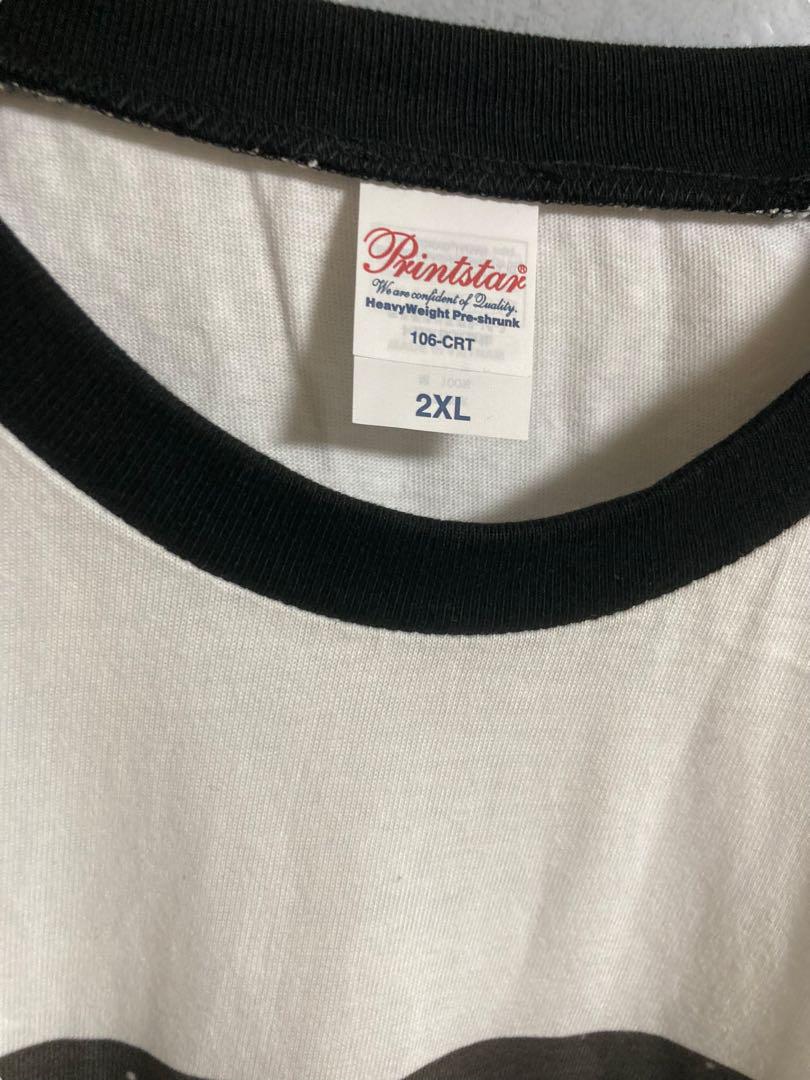 Printstar®
We are confident of Quality.
HeavyWeight Pre-shrunk
106-CRT
2XL